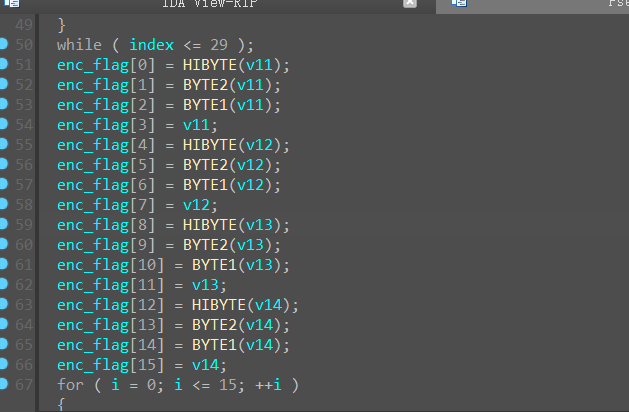 IDA View-RIP
49 }
50 while ( index <= 29 );
51 enc_flag[0] = HIBYTE(v11);
52 enc_flag[1] = BYTE2(v11);
53 enc_flag[2] = BYTE1(v11);
54 enc_flag[3] = v11;
55 enc_flag[4] = HIBYTE(v12);
56 enc_flag[5] = BYTE2(v12);
57 enc_flag[6] = BYTE1(v12);
58 enc_flag[7] = v12;
59 enc_flag[8] = HIBYTE(v13);
60 enc_flag[9] = BYTE2(v13);
61 enc_flag[10] = BYTE1(v13);
62 enc_flag[11] = v13;
63 enc_flag[12] = HIBYTE(v14);
64 enc_flag[13] = BYTE2(v14);
65 enc_flag[14] = BYTE1(v14);
66 enc_flag[15] = v14;
67 for ( i = 0; i <= 15; ++i )
{